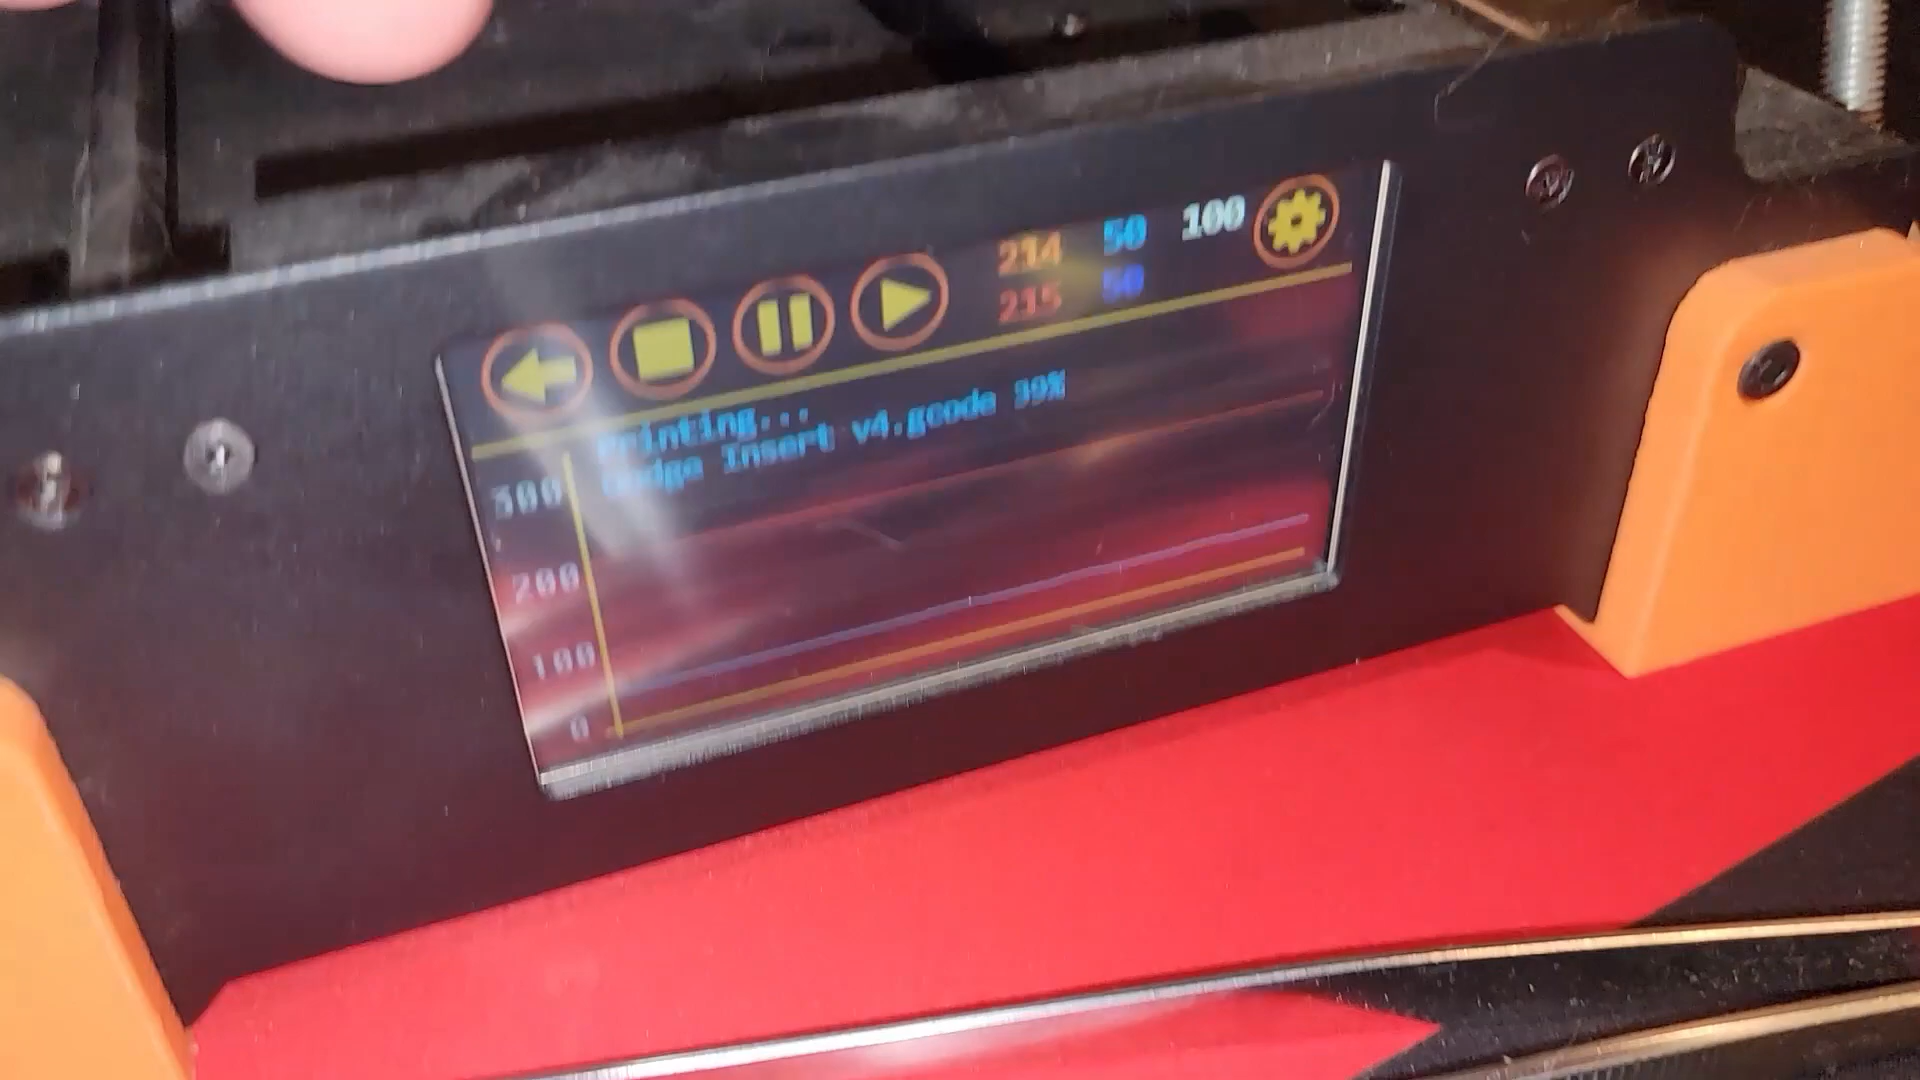 214 50 100
215 50
Printing...
Insert v4.gcode 39%
300
200
100
0